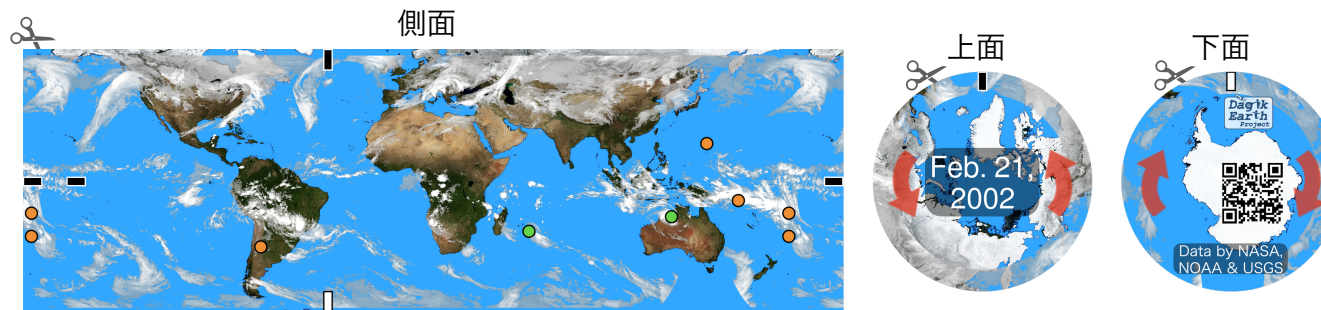 側面
上面
下面
Feb. 21,
2002
Dagik
Earth
Project
Data by NASA,
NOAA & USGS